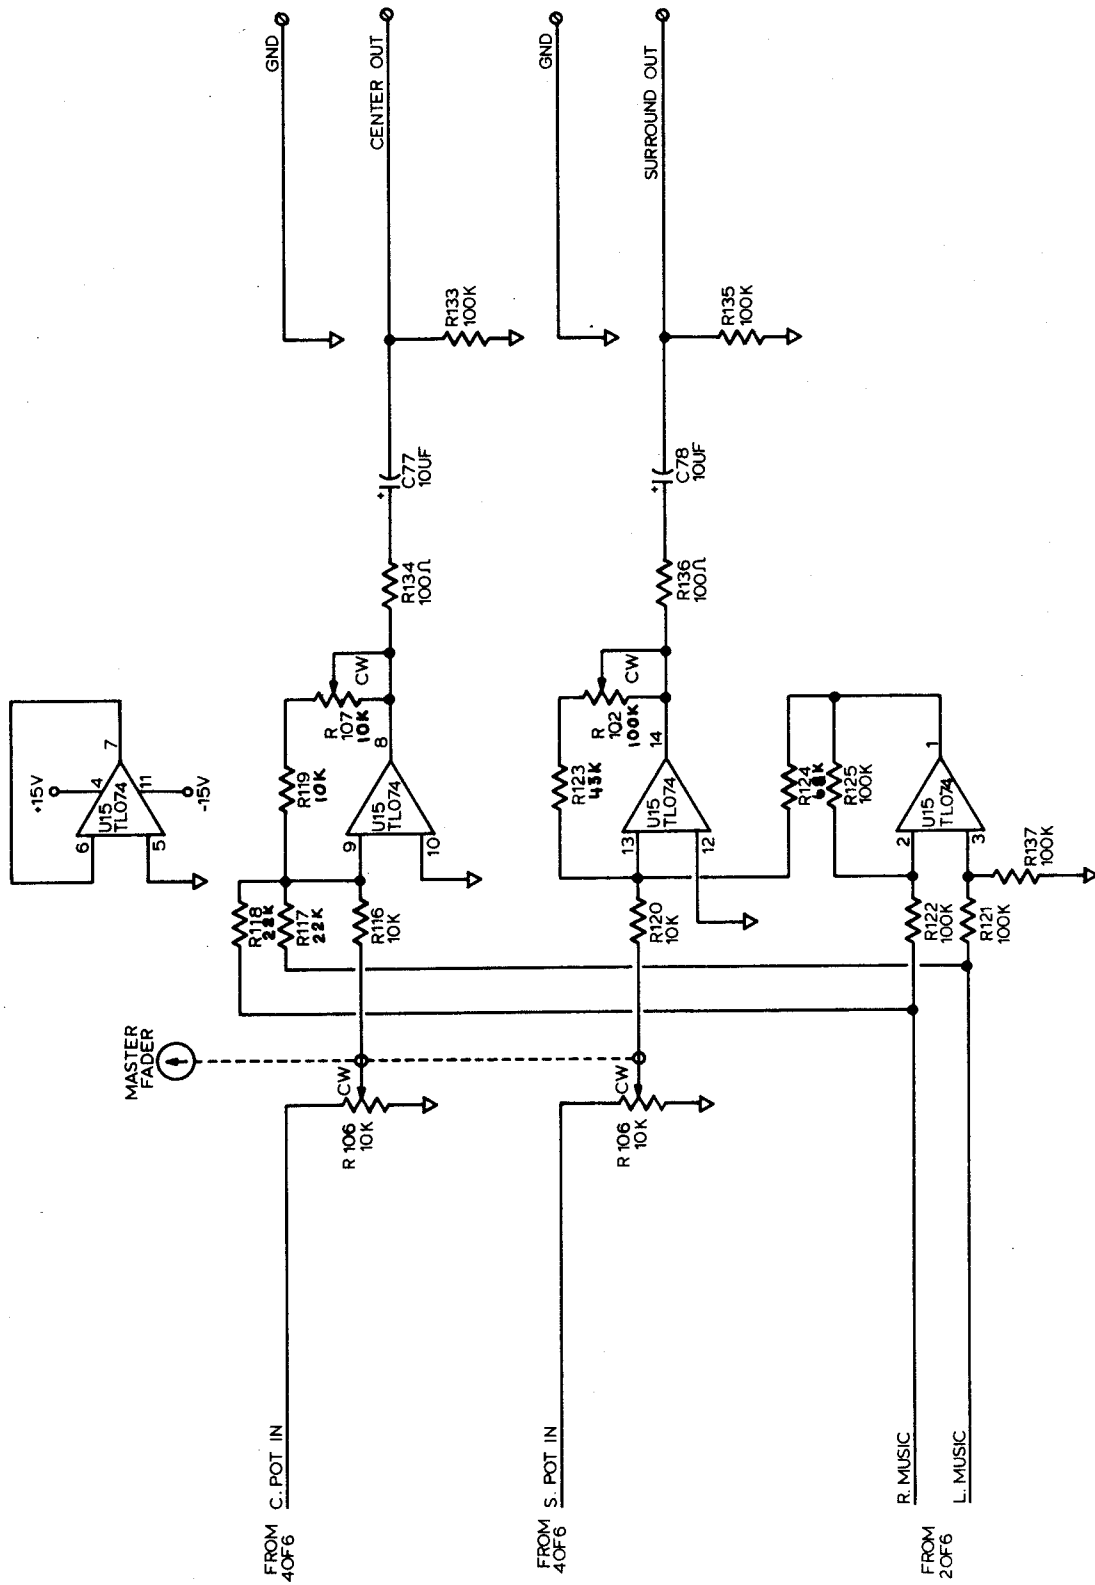 +15V
4
6
7
U15
TL074
5
11
-15V
GND
CENTER OUT
R118
22K
R117
22K
R119
10K
R
107
10K
CW
9
8
U15
TL074
10
R116
10K
R134
100Ω
+
C77
10UF
R133
100K
MASTER
FADER
FROM
4OF6
C. POT IN
CW
R 106
10K
GND
SURROUND OUT
R123
43K
R
102
100K
CW
13
14
U15
TL074
12
R120
10K
R136
100Ω
+
C78
10UF
R135
100K
FROM
4OF6
S. POT IN
CW
R 106
10K
R124
68K
R125
100K
2
1
U15
TL074
3
R122
100K
R121
100K
R137
100K
FROM
2OF6
R. MUSIC
L. MUSIC